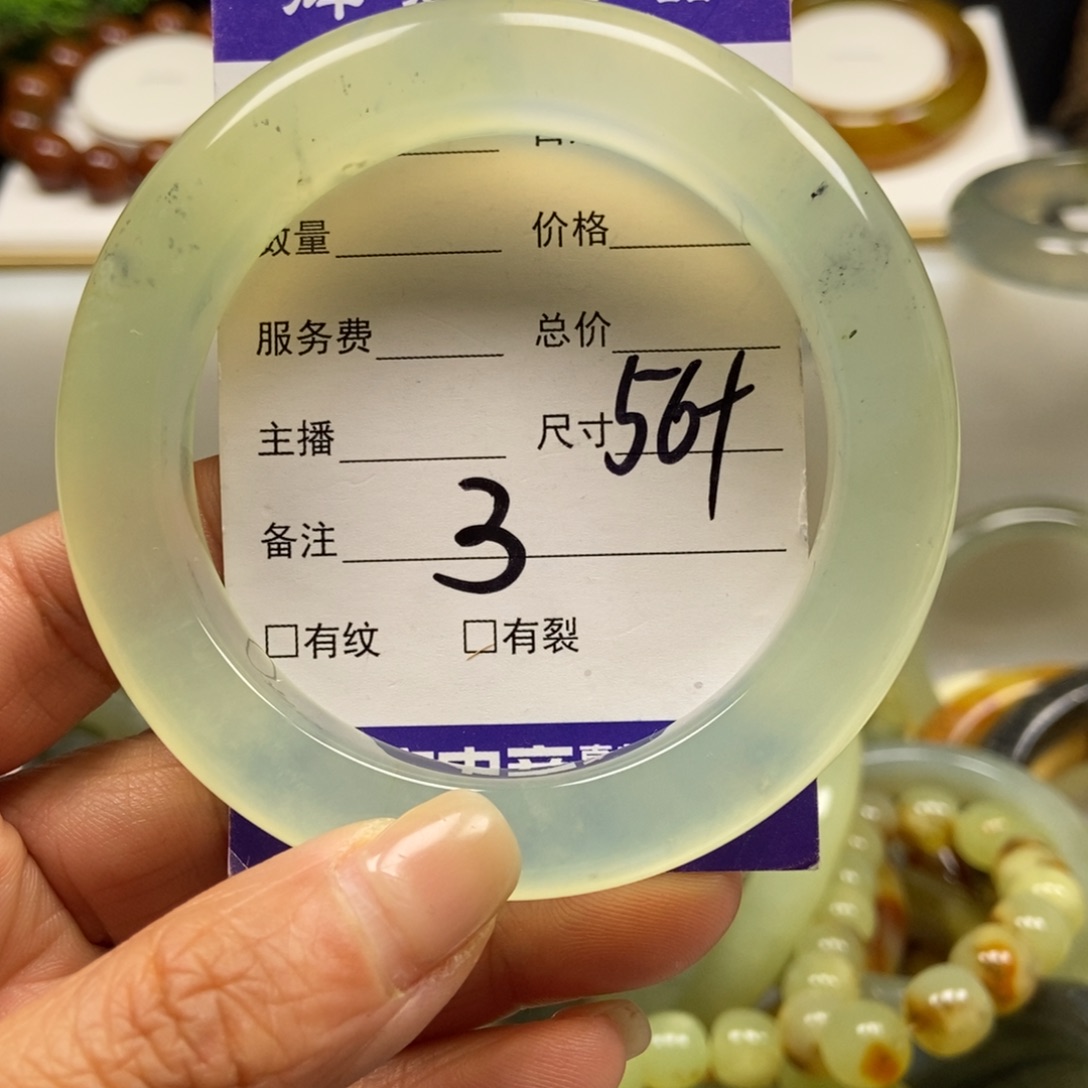 数量 价格
服务费 总价
主播 尺寸56+
备注 3
□有纹 □有裂